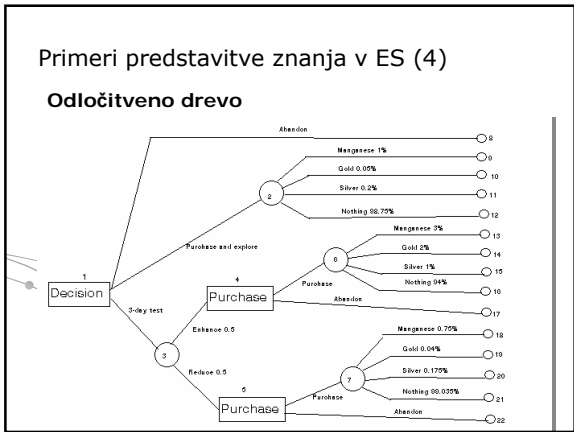 Primeri predstavitve znanja v ES (4)
Odločitveno drevo
Abandon
8
Manganese 1%
9
Gold 0.05%
10
2
Silver 0.2%
11
Nothing 98.75%
12
Manganese 3%
13
Purchase and explore
Gold 2%
14
6
Silver 1%
15
1
4
Purchase
Nothing 94%
16
Decision
Purchase
Abandon
17
3-day test
Enhance 0.5
Manganese 0.75%
18
3
Gold 0.04%
19
Reduce 0.5
7
Silver 0.175%
20
5
Purchase
Nothing 99.035%
21
Purchase
Abandon
22